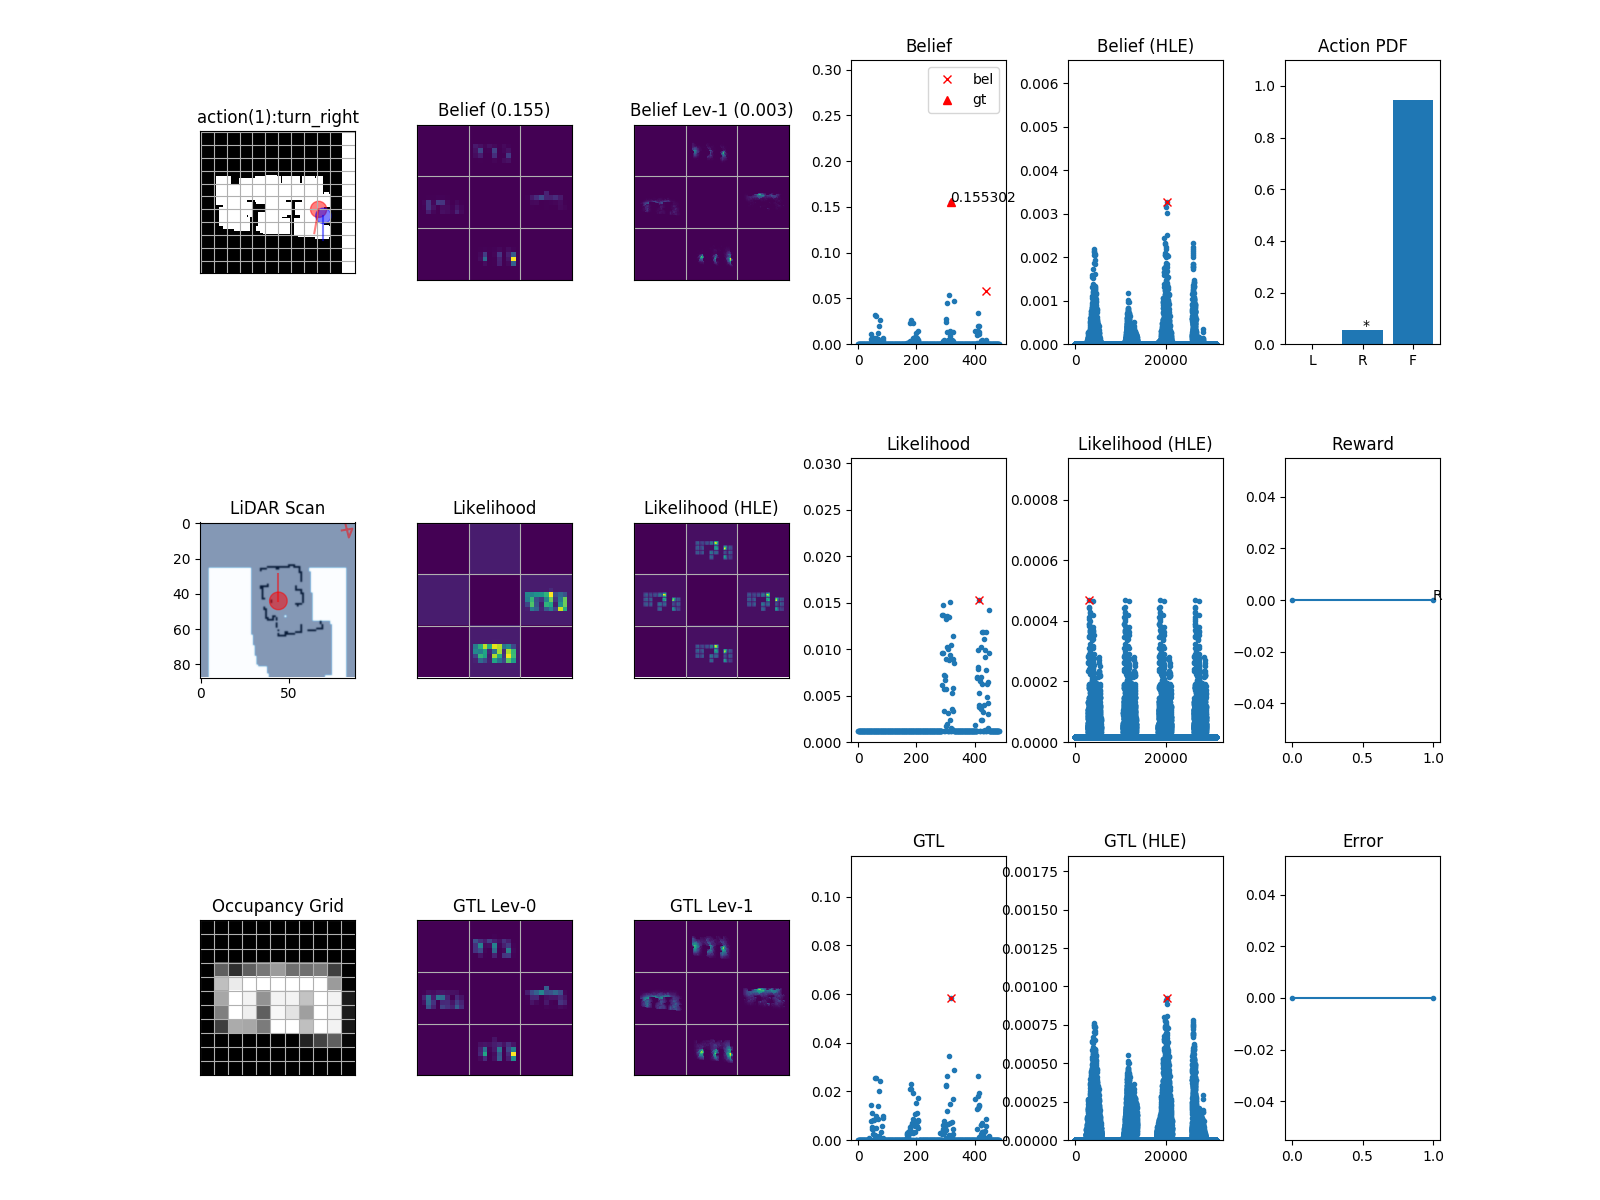 action(1):turn_right
Belief (0.155)
Belief Lev-1 (0.003)
Belief
0.30
0.25
0.20
0.15
0.10
0.05
0.00
0 200 400
bel
gt
0.155302
Belief (HLE)
0.006
0.005
0.004
0.003
0.002
0.001
0.000
0 20000
Action PDF
1.0
0.8
0.6
0.4
0.2
0.0
*
L R F
LiDAR Scan
0
20
40
60
80
0 50
Likelihood
Likelihood (HLE)
Likelihood
0.030
0.025
0.020
0.015
0.010
0.005
0.000
0 200 400
Likelihood (HLE)
0.0008
0.0006
0.0004
0.0002
0.0000
0 20000
Reward
0.04
0.02
0.00
−0.02
−0.04
R
0.0 0.5 1.0
Occupancy Grid
GTL Lev-0
GTL Lev-1
GTL
0.10
0.08
0.06
0.04
0.02
0.00
0 200 400
GTL (HLE)
0.00175
0.00150
0.00125
0.00100
0.00075
0.00050
0.00025
0.00000
0 20000
Error
0.04
0.02
0.00
−0.02
−0.04
0.0 0.5 1.0